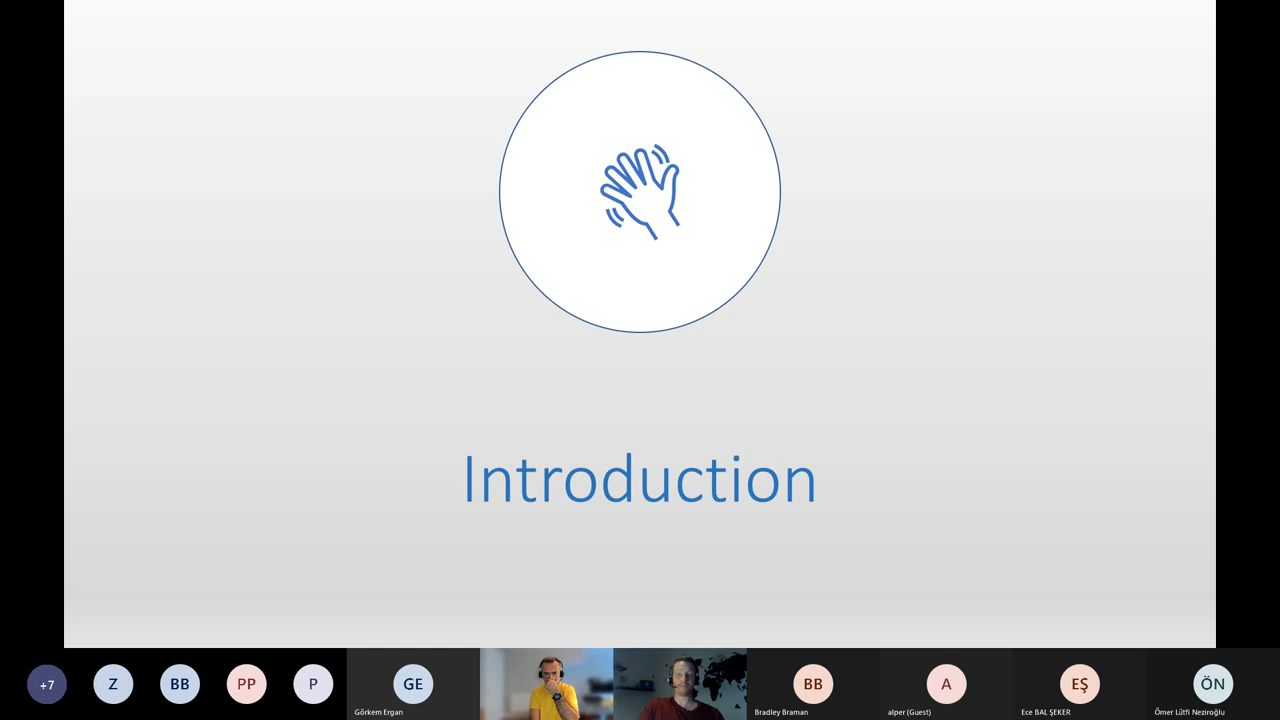 Introduction
+7
Z
BB
PP
P
GE
Görkem Ergan
BB
Bradley Braman
A
alper (Guest)
EŞ
Ece BAL ŞEKER
ÖN
Ömer Lütfi Neziroğlu